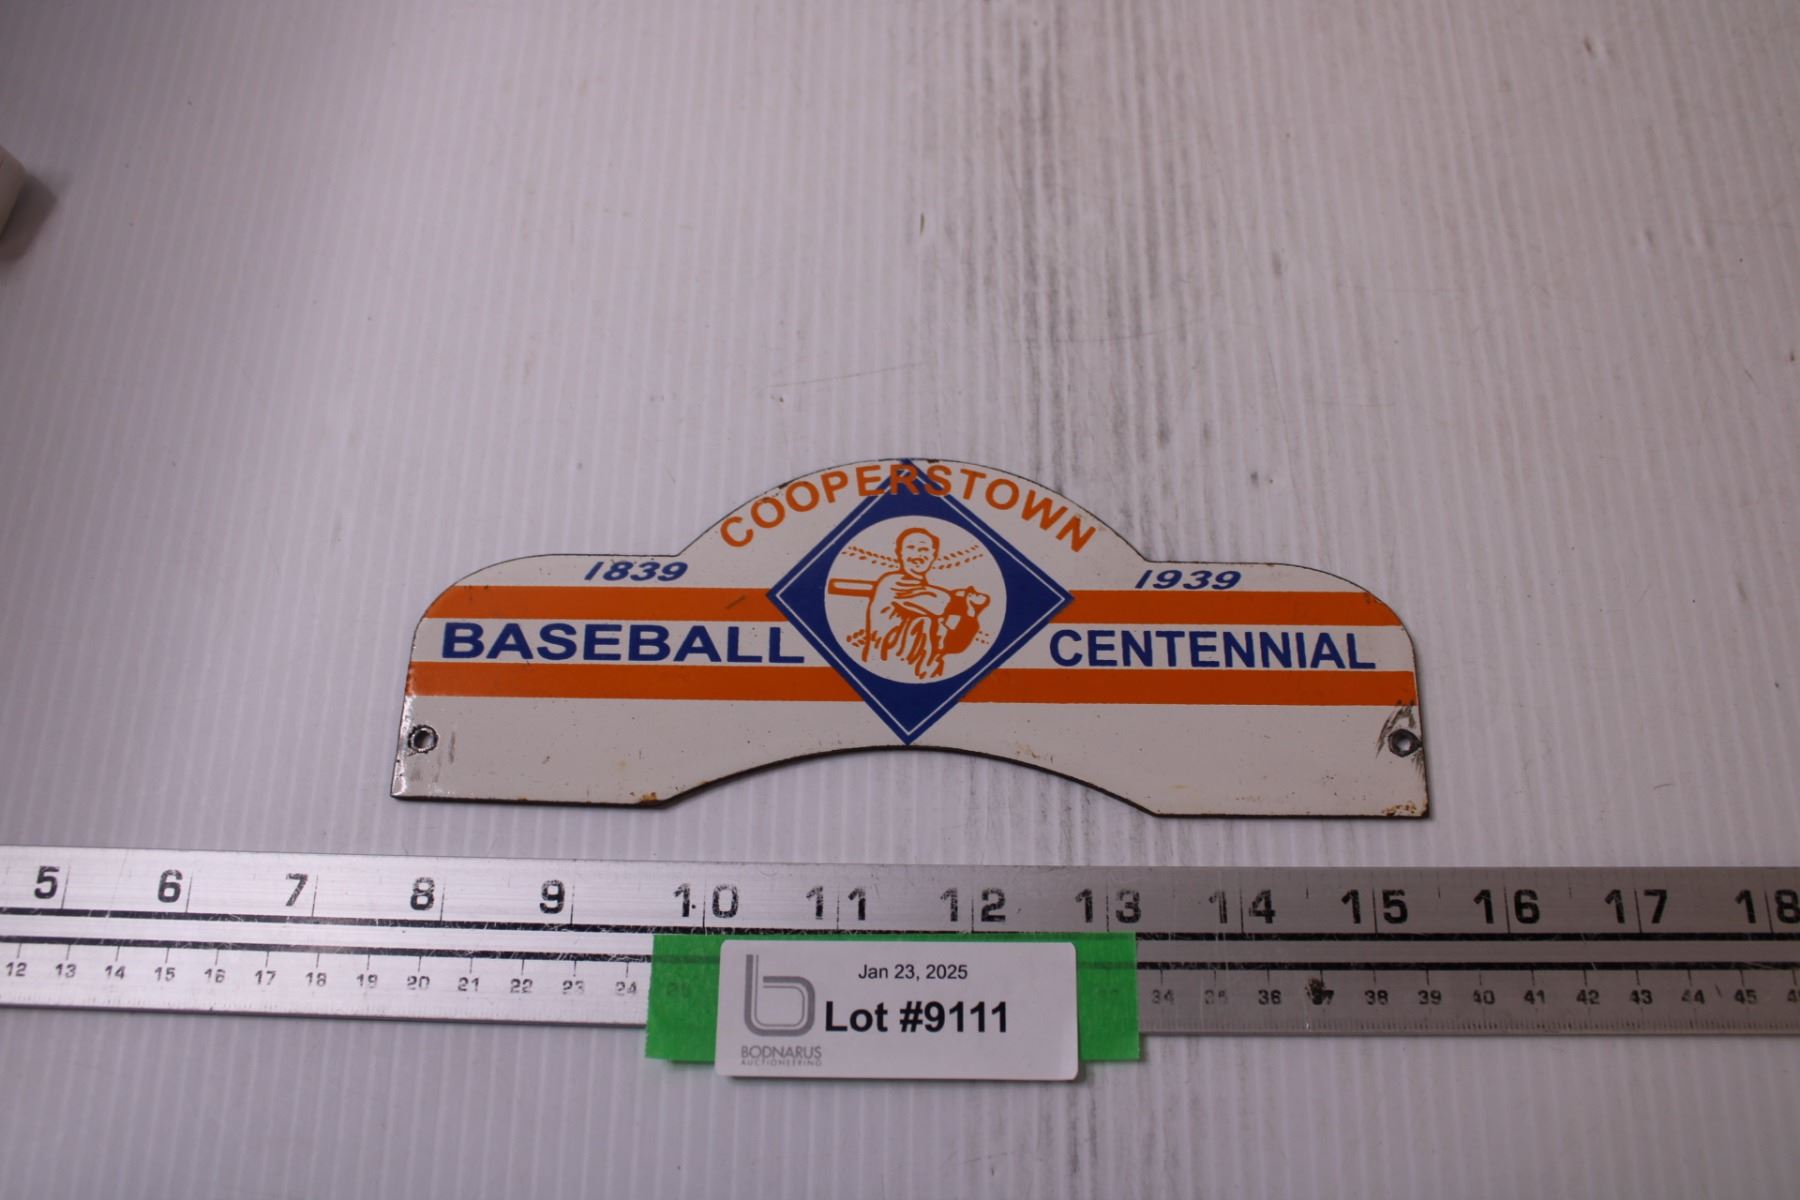 COOPERSTOWN
1839 1939
BASEBALL CENTENNIAL
5 6 7 8 9 10 11 12 13 14 15 16 17 18
12 13 14 15 16 17 18 19 20 21 22 23 24 34 35 36 37 38 39 40 41 42 43 44 45
Jan 23, 2025
Lot #9111
BODNARUS
AUCTIONEERING